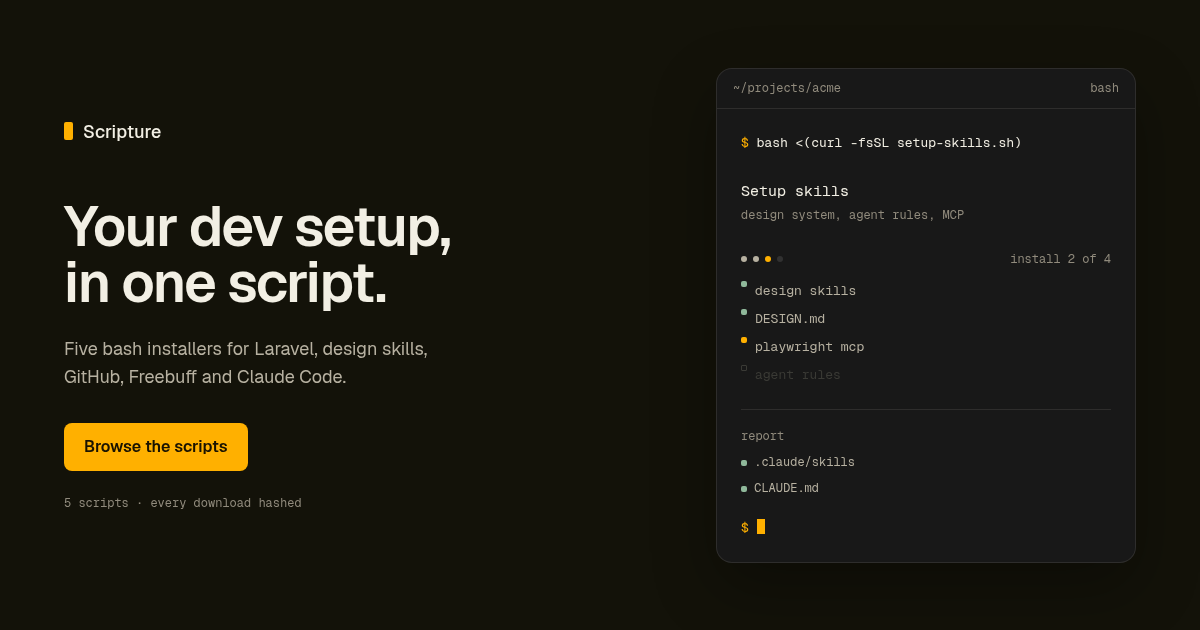 Scripture
Your dev setup,
in one script.
Five bash installers for Laravel, design skills,
GitHub, Freebuff and Claude Code.
Browse the scripts
5 scripts · every download hashed
~/projects/acme
bash
$ bash <(curl -fsSL setup-skills.sh)
Setup skills
design system, agent rules, MCP
install 2 of 4
design skills
DESIGN.md
playwright mcp
agent rules
report
.claude/skills
CLAUDE.md
$